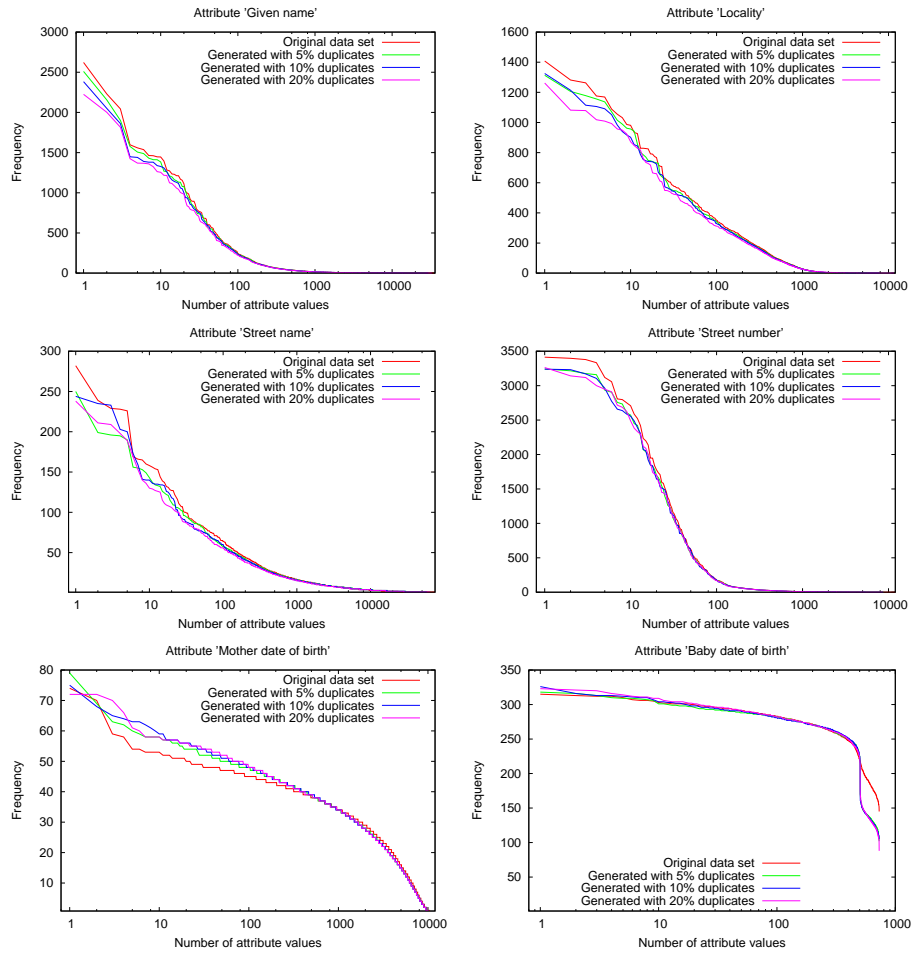 Attribute 'Given name'
Original data set
Generated with 5% duplicates
Generated with 10% duplicates
Generated with 20% duplicates
Frequency
3000
2500
2000
1500
1000
500
0
1 10 100 1000 10000
Number of attribute values
Attribute 'Locality'
Original data set
Generated with 5% duplicates
Generated with 10% duplicates
Generated with 20% duplicates
Frequency
1600
1400
1200
1000
800
600
400
200
0
1 10 100 1000 10000
Number of attribute values
Attribute 'Street name'
Original data set
Generated with 5% duplicates
Generated with 10% duplicates
Generated with 20% duplicates
Frequency
300
250
200
150
100
50
1 10 100 1000 10000
Number of attribute values
Attribute 'Street number'
Original data set
Generated with 5% duplicates
Generated with 10% duplicates
Generated with 20% duplicates
Frequency
3500
3000
2500
2000
1500
1000
500
0
1 10 100 1000 10000
Number of attribute values
Attribute 'Mother date of birth'
Original data set
Generated with 5% duplicates
Generated with 10% duplicates
Generated with 20% duplicates
Frequency
80
70
60
50
40
30
20
10
1 10 100 1000 10000
Number of attribute values
Attribute 'Baby date of birth'
Frequency
350
300
250
200
150
100
50
Original data set
Generated with 5% duplicates
Generated with 10% duplicates
Generated with 20% duplicates
1 10 100 1000
Number of attribute values